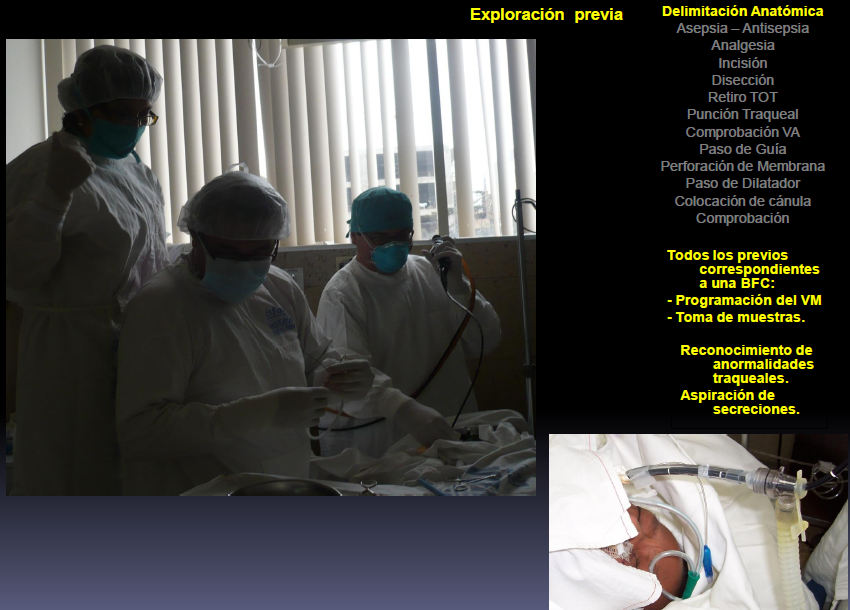 Exploración previa
Delimitación Anatómica
Asepsia – Antisepsia
Analgesia
Incisión
Disección
Retiro TOT
Punción Traqueal
Comprobación VA
Paso de Guía
Perforación de Membrana
Paso de Dilatador
Colocación de cánula
Comprobación
Todos los previos
correspondientes
a una BFC:
- Programación del VM
- Toma de muestras.
Reconocimiento de
anormalidades
traqueales.
Aspiración de
secreciones.